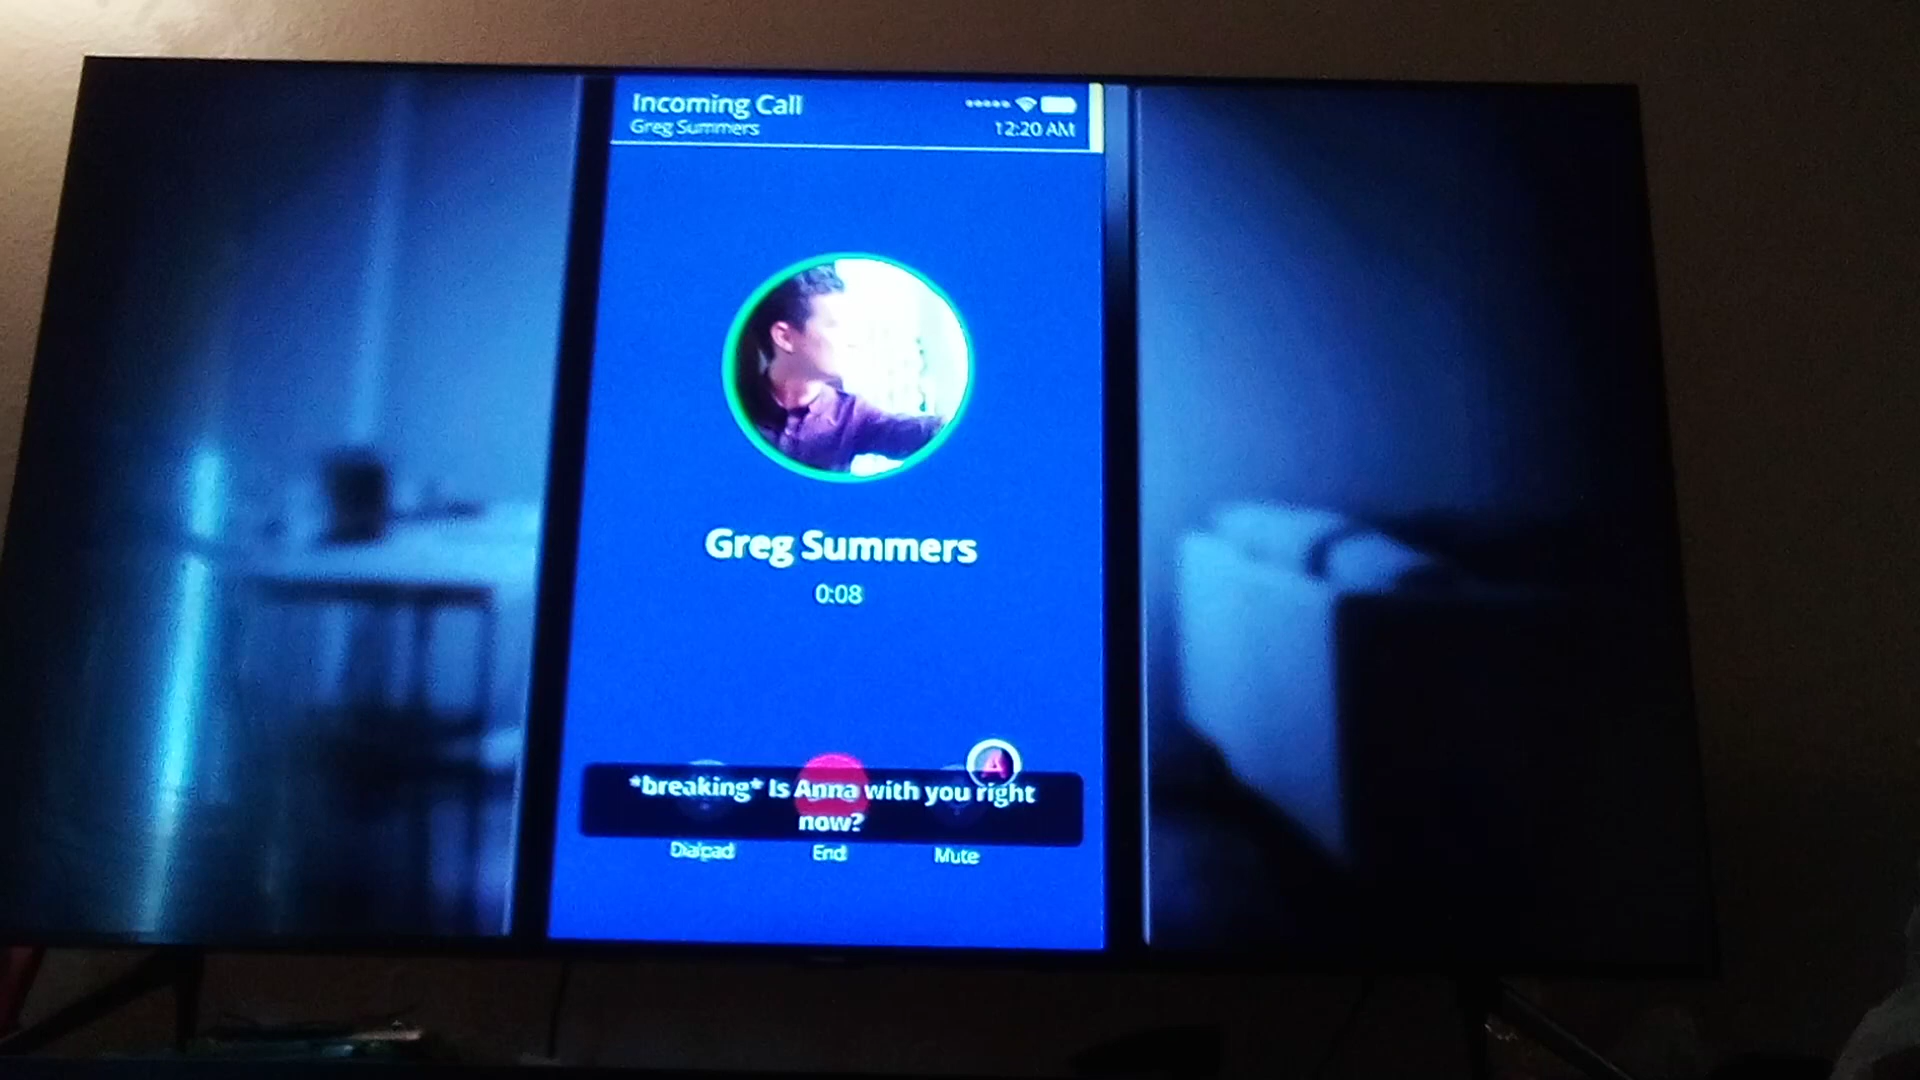 Incoming Call
Greg Summers
12:20 AM
Greg Summers
0:08
A
*breaking* Is Anna with you right
now?
Dialpad
End
Mute